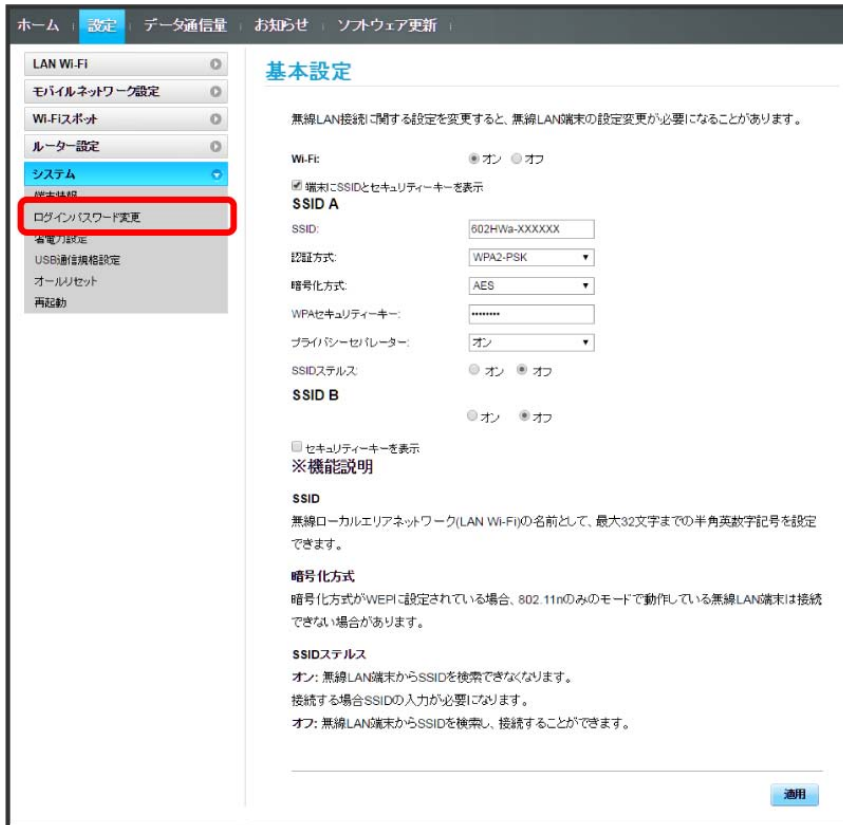 ホーム 設定 データ通信量 お知らせ ソフトウェア更新
LAN Wi-Fi
モバイルネットワーク設定
Wi-Fiスポット
ルーター設定
システム
端末情報
ログインパスワード変更
省電力設定
USB通信規格設定
オールリセット
再起動
基本設定
無線LAN接続に関する設定を変更すると、無線LAN端末の設定変更が必要になることがあります。
Wi-Fi: オン オフ
端末にSSIDとセキュリティーキーを表示
SSID A
SSID: 602HWa-XXXXXX
認証方式: WPA2-PSK
暗号化方式: AES
WPAセキュリティーキー: ••••••••
プライバシーセパレーター: オン
SSIDステルス: オン オフ
SSID B
オン オフ
セキュリティーキーを表示
※機能説明
SSID
無線ローカルエリアネットワーク(LAN Wi-Fi)の名前として、最大32文字までの半角英数字記号を設定
できます。
暗号化方式
暗号化方式がWEPに設定されている場合、802.11nのみのモードで動作している無線LAN端末は接続
できない場合があります。
SSIDステルス
オン: 無線LAN端末からSSIDを検索できなくなります。
接続する場合SSIDの入力が必要になります。
オフ: 無線LAN端末からSSIDを検索し、接続することができます。
適用